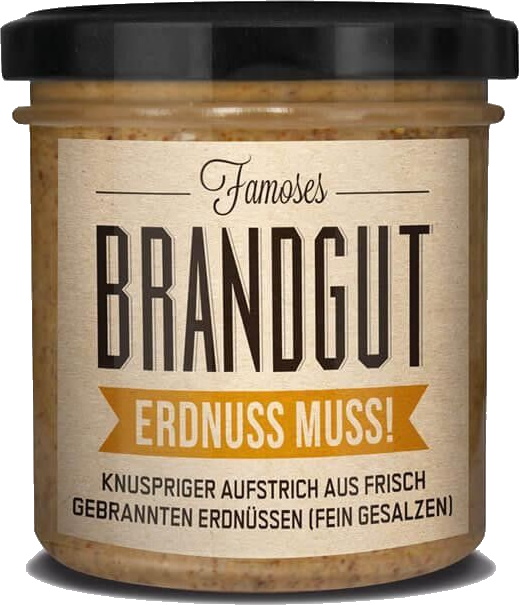 Famoses
BRANDGUT
ERDNUSS MUSS!
KNUSPRIGER AUFSTRICH AUS FRISCH
GEBRANNTEN ERDNÜSSEN (FEIN GESALZEN)